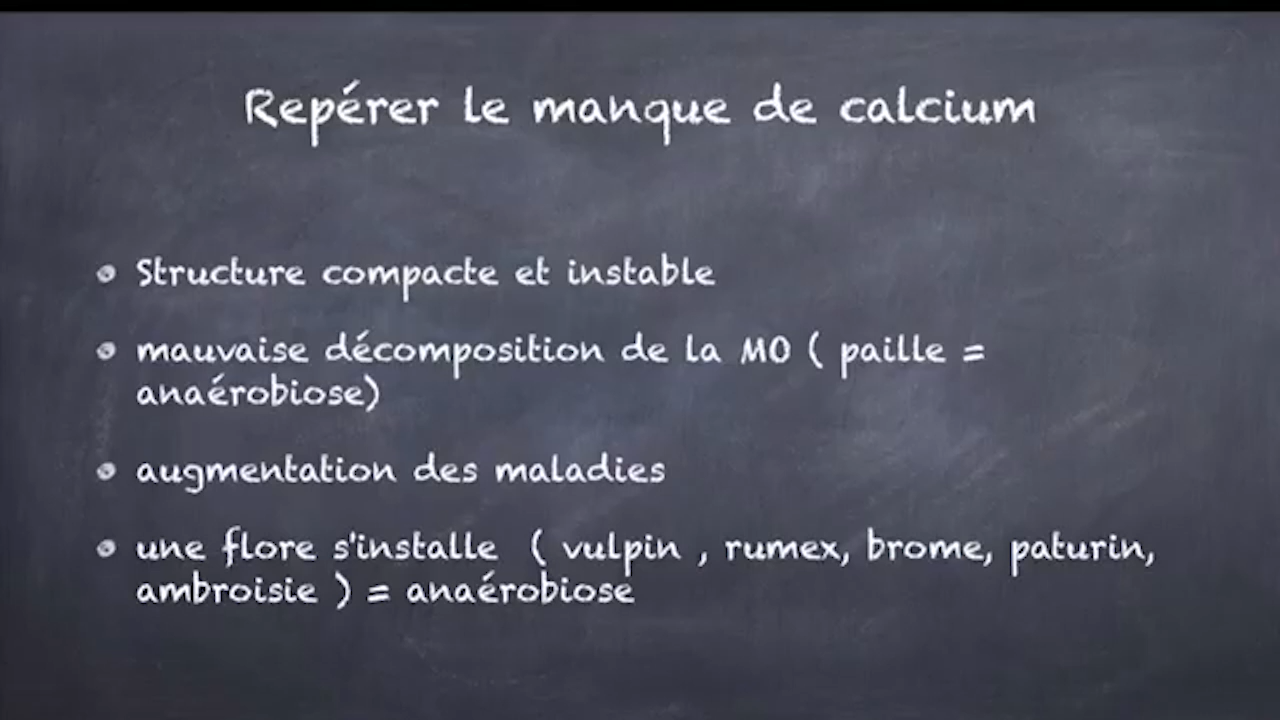 Repérer le manque de calcium
Structure compacte et instable
mauvaise décomposition de la MO ( paille =
anaérobiose)
augmentation des maladies
une flore s'installe ( vulpin , rumex, brome, paturin,
ambroisie ) = anaérobiose